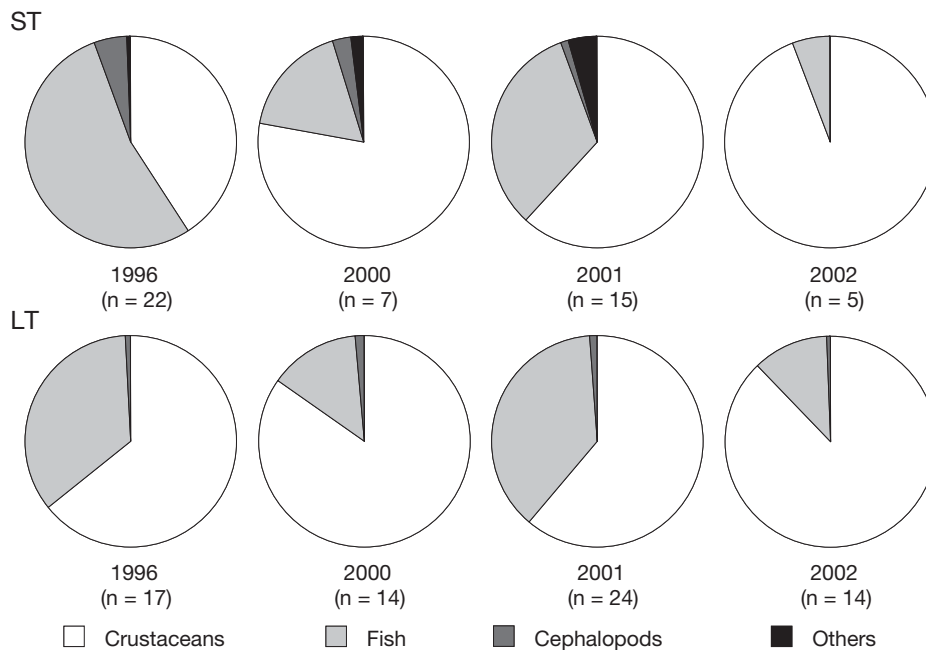 ST
1996 2000 2001 2002
(n = 22) (n = 7) (n = 15) (n = 5)
LT
1996 2000 2001 2002
(n = 17) (n = 14) (n = 24) (n = 14)
Crustaceans Fish Cephalopods Others